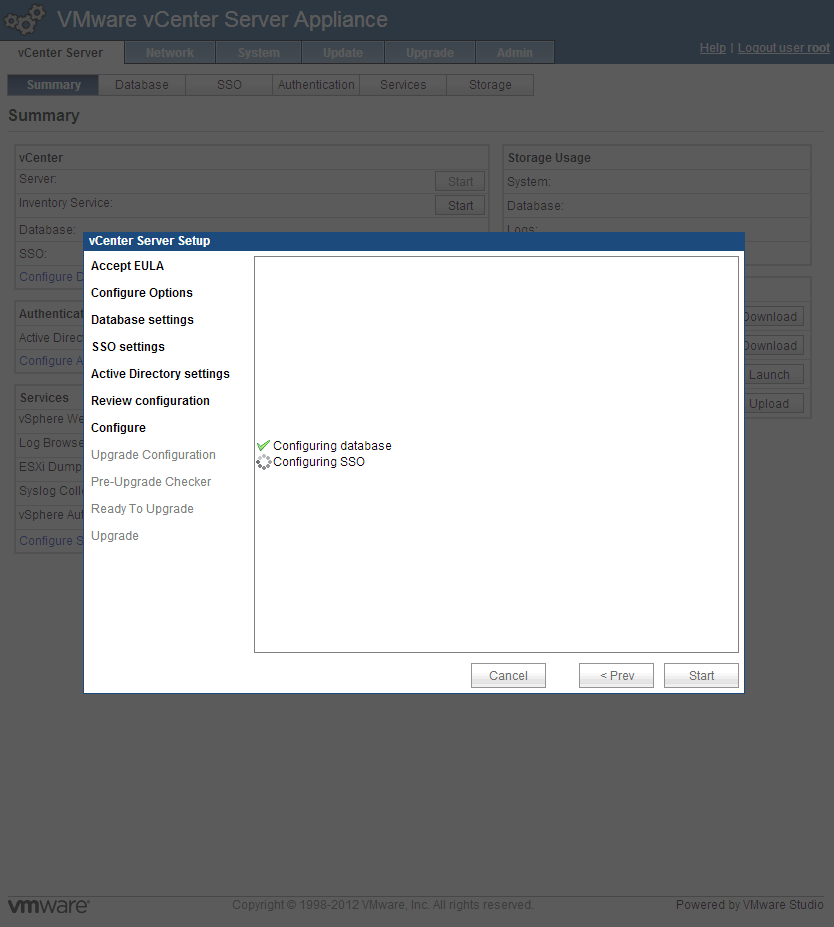 VMware vCenter Server Appliance
vCenter Server Network System Update Upgrade Admin
Help | Logout user root
Summary Database SSO Authentication Services Storage
Summary
vCenter
Server: Start
Inventory Service: Start
Database:
SSO:
Configure D
Storage Usage
System:
Database:
Logs:
Authenticat
Active Direc
Configure A
Services
vSphere We
Log Browse
ESXi Dump
Syslog Colle
vSphere Aut
Configure S
Download
Download
Launch
Upload
vCenter Server Setup
Accept EULA
Configure Options
Database settings
SSO settings
Active Directory settings
Review configuration
Configure
Upgrade Configuration
Pre-Upgrade Checker
Ready To Upgrade
Upgrade
Configuring database
Configuring SSO
Cancel < Prev Start
vmware Copyright © 1998-2012 VMware, Inc. All rights reserved. Powered by VMware Studio